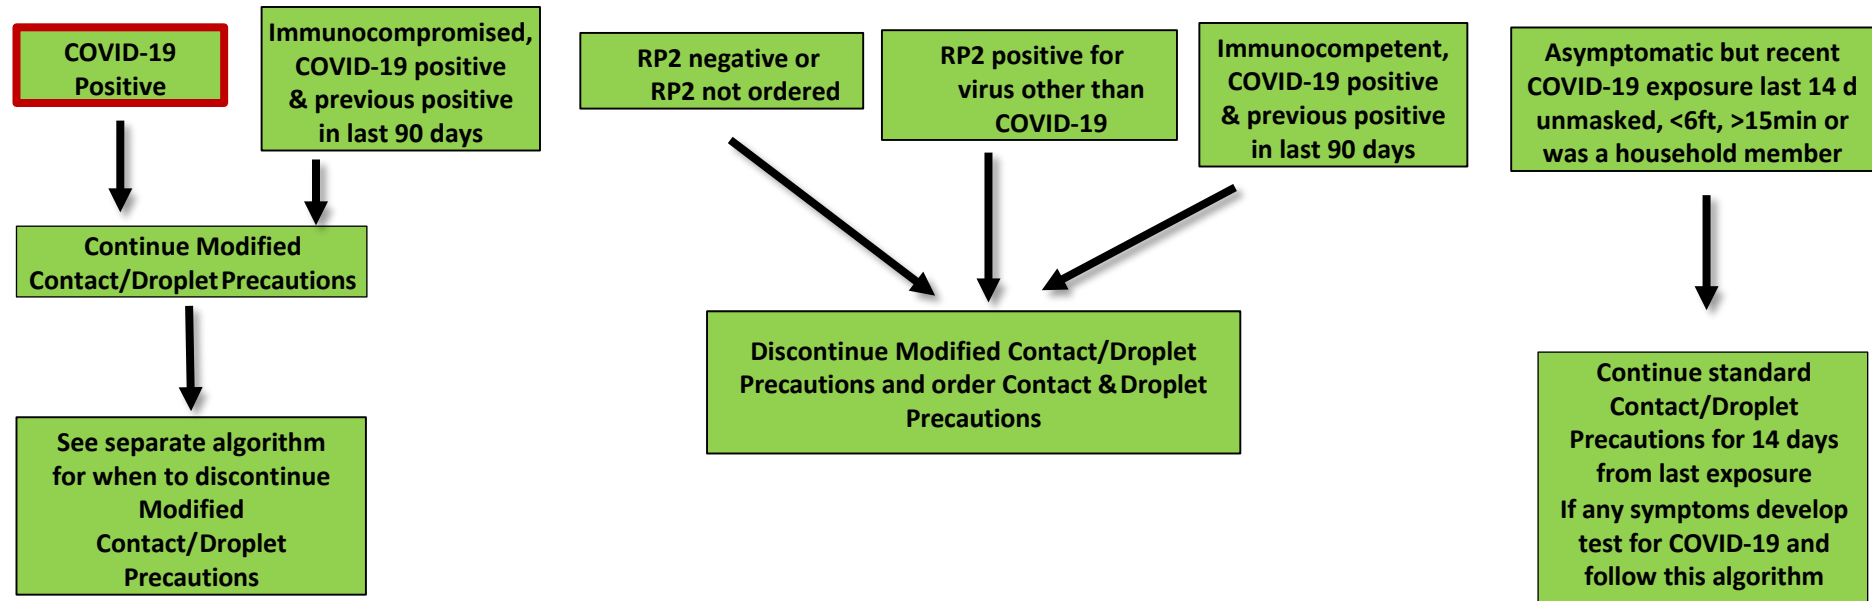 COVID-19
Positive
Immunocompromised,
COVID-19 positive
& previous positive
in last 90 days
RP2 negative or
RP2 not ordered
RP2 positive for
virus other than
COVID-19
Immunocompetent,
COVID-19 positive
& previous positive
in last 90 days
Asymptomatic but recent
COVID-19 exposure last 14 d
unmasked, <6ft, >15min or
was a household member
Continue Modified
Contact/Droplet Precautions
Discontinue Modified Contact/Droplet
Precautions and order Contact & Droplet
Precautions
Continue standard
Contact/Droplet
Precautions for 14 days
from last exposure
If any symptoms develop
test for COVID-19 and
follow this algorithm
See separate algorithm
for when to discontinue
Modified
Contact/Droplet
Precautions